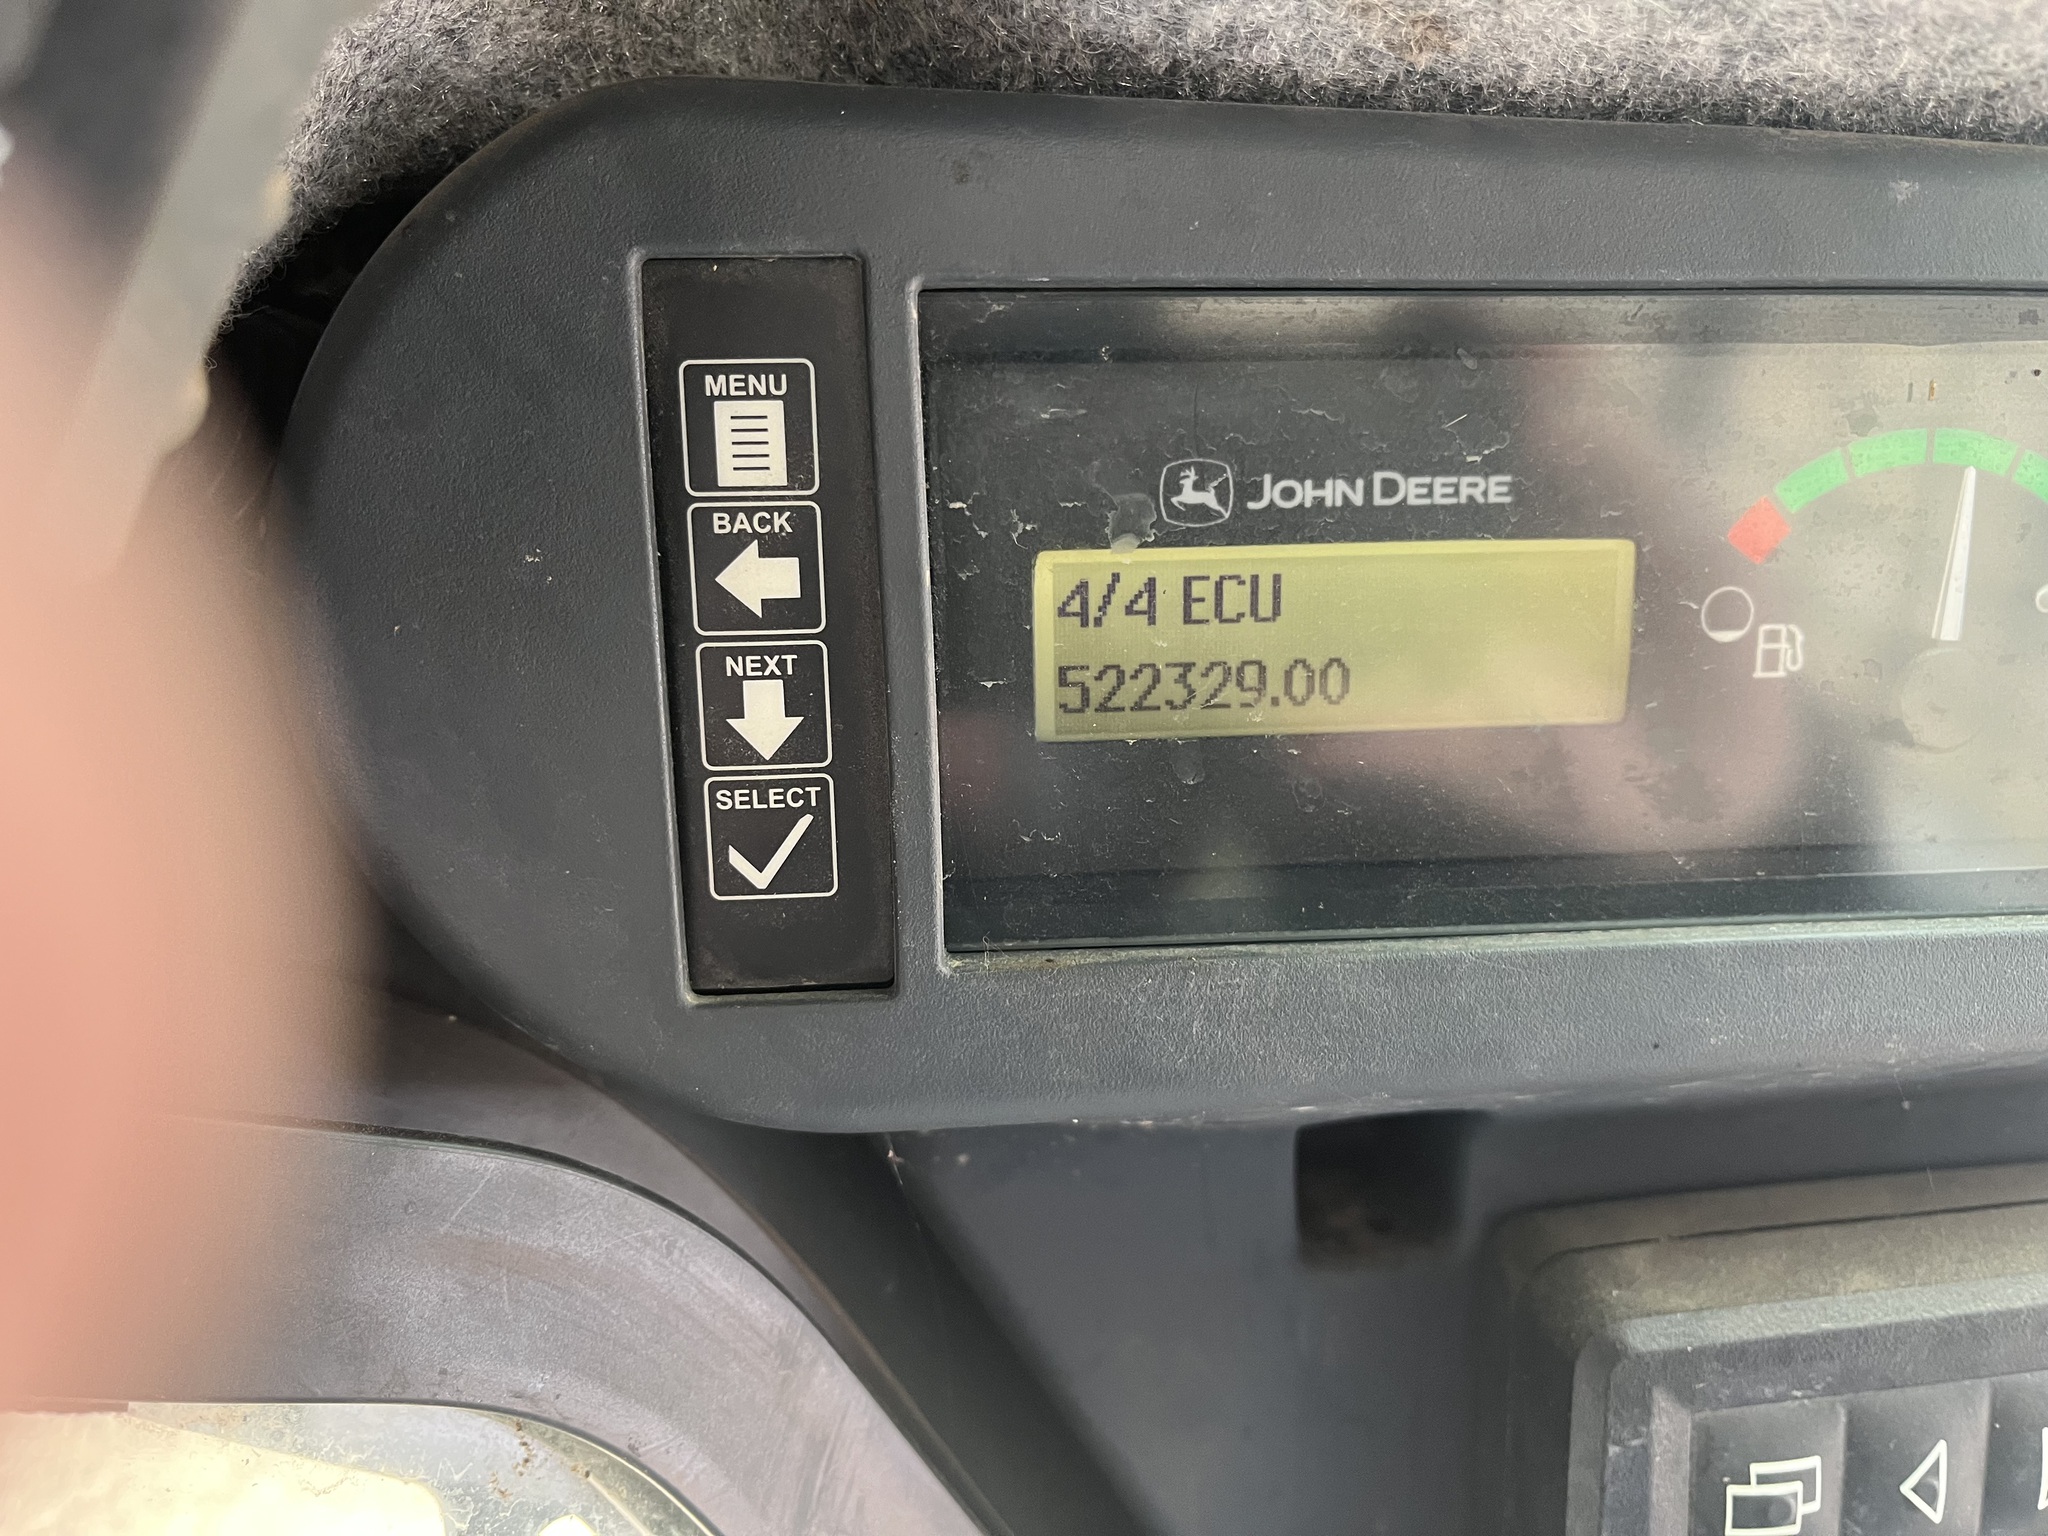 MENU
BACK
NEXT
SELECT
JOHN DEERE
4/4 ECU
522329.00